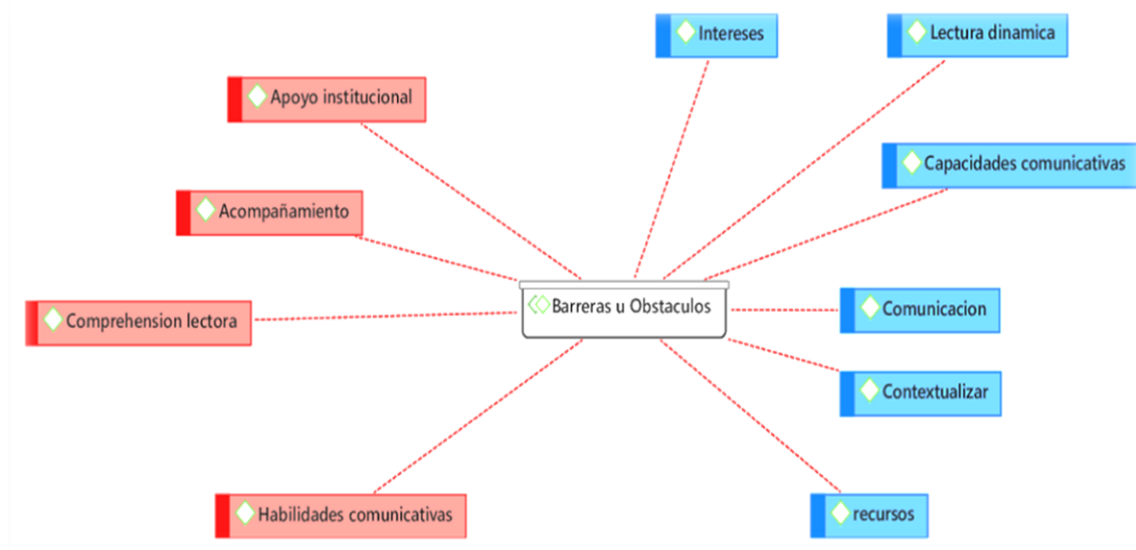 Intereses
Lectura dinamica
Apoyo institucional
Capacidades comunicativas
Acompañamiento
Barreras u Obstaculos
Comprehension lectora
Comunicacion
Contextualizar
Habilidades comunicativas
recursos